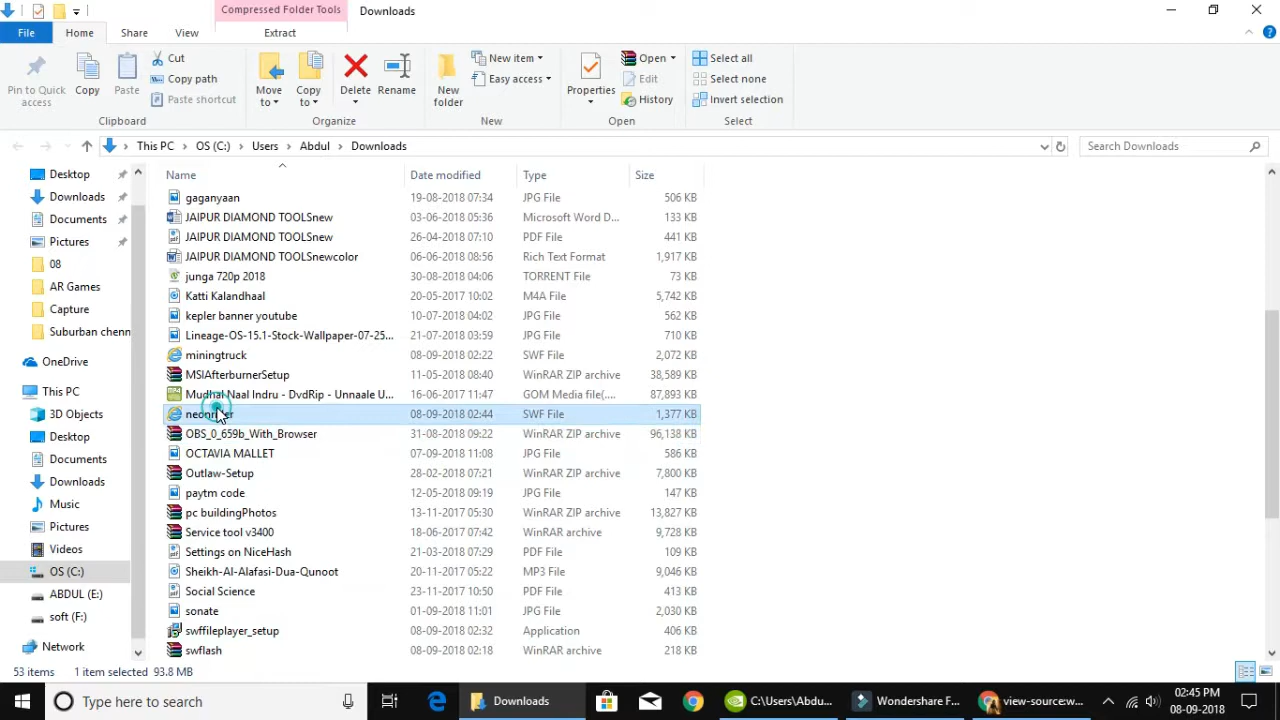 Compressed Folder Tools Downloads
File Home Share View Extract
Pin to Quick access Copy Paste Cut Copy path Paste shortcut
Move to Copy to Delete Rename New folder New item Easy access Properties Open Edit History Select all Select none Invert selection
Clipboard Organize New Open Select
This PC OS (C:) Users Abdul Downloads Search Downloads
Desktop
Downloads
Documents
Pictures
08
AR Games
Capture
Suburban chenn
OneDrive
This PC
3D Objects
Desktop
Documents
Downloads
Music
Pictures
Videos
OS (C:)
ABDUL (E:)
soft (F:)
Network
Name Date modified Type Size
gaganyaan 19-08-2018 07:34 JPG File 506 KB
JAIPUR DIAMOND TOOLSnew 03-06-2018 05:36 Microsoft Word D... 133 KB
JAIPUR DIAMOND TOOLSnew 26-04-2018 07:10 PDF File 441 KB
JAIPUR DIAMOND TOOLSnewcolor 06-06-2018 08:56 Rich Text Format 1,917 KB
junga 720p 2018 30-08-2018 04:06 TORRENT File 73 KB
Katti Kalandhaal 20-05-2017 10:02 M4A File 5,742 KB
kepler banner youtube 10-07-2018 04:02 JPG File 562 KB
Lineage-OS-15.1-Stock-Wallpaper-07-25... 21-07-2018 03:59 JPG File 710 KB
miningtruck 08-09-2018 02:22 SWF File 2,072 KB
MSIAfterburnerSetup 11-05-2018 08:40 WinRAR ZIP archive 38,589 KB
Mudhal Naal Indru - DvdRip - Unnaale U... 16-06-2017 11:47 GOM Media file(.... 87,893 KB
08-09-2018 02:44 SWF File 1,377 KB
OBS_0_659b_With_Browser 31-08-2018 09:22 WinRAR ZIP archive 96,138 KB
OCTAVIA MALLET 07-09-2018 11:08 JPG File 586 KB
Outlaw-Setup 28-02-2018 07:21 WinRAR ZIP archive 7,800 KB
paytm code 12-05-2018 09:19 JPG File 147 KB
pc buildingPhotos 13-11-2017 05:30 WinRAR ZIP archive 13,827 KB
Service tool v3400 18-06-2017 07:42 WinRAR archive 9,728 KB
Settings on NiceHash 21-03-2018 07:29 PDF File 109 KB
Sheikh-Al-Alafasi-Dua-Qunoot 20-11-2017 05:22 MP3 File 9,046 KB
Social Science 23-11-2017 10:50 PDF File 413 KB
sonate 01-09-2018 11:01 JPG File 2,030 KB
swffileplayer_setup 08-09-2018 02:32 Application 406 KB
swflash 08-09-2018 02:18 WinRAR archive 218 KB
53 items 1 item selected 93.8 MB
Type here to search Downloads C:\Users\Abdu... Wondershare F... view-source:w... 02:45 PM
08-09-2018